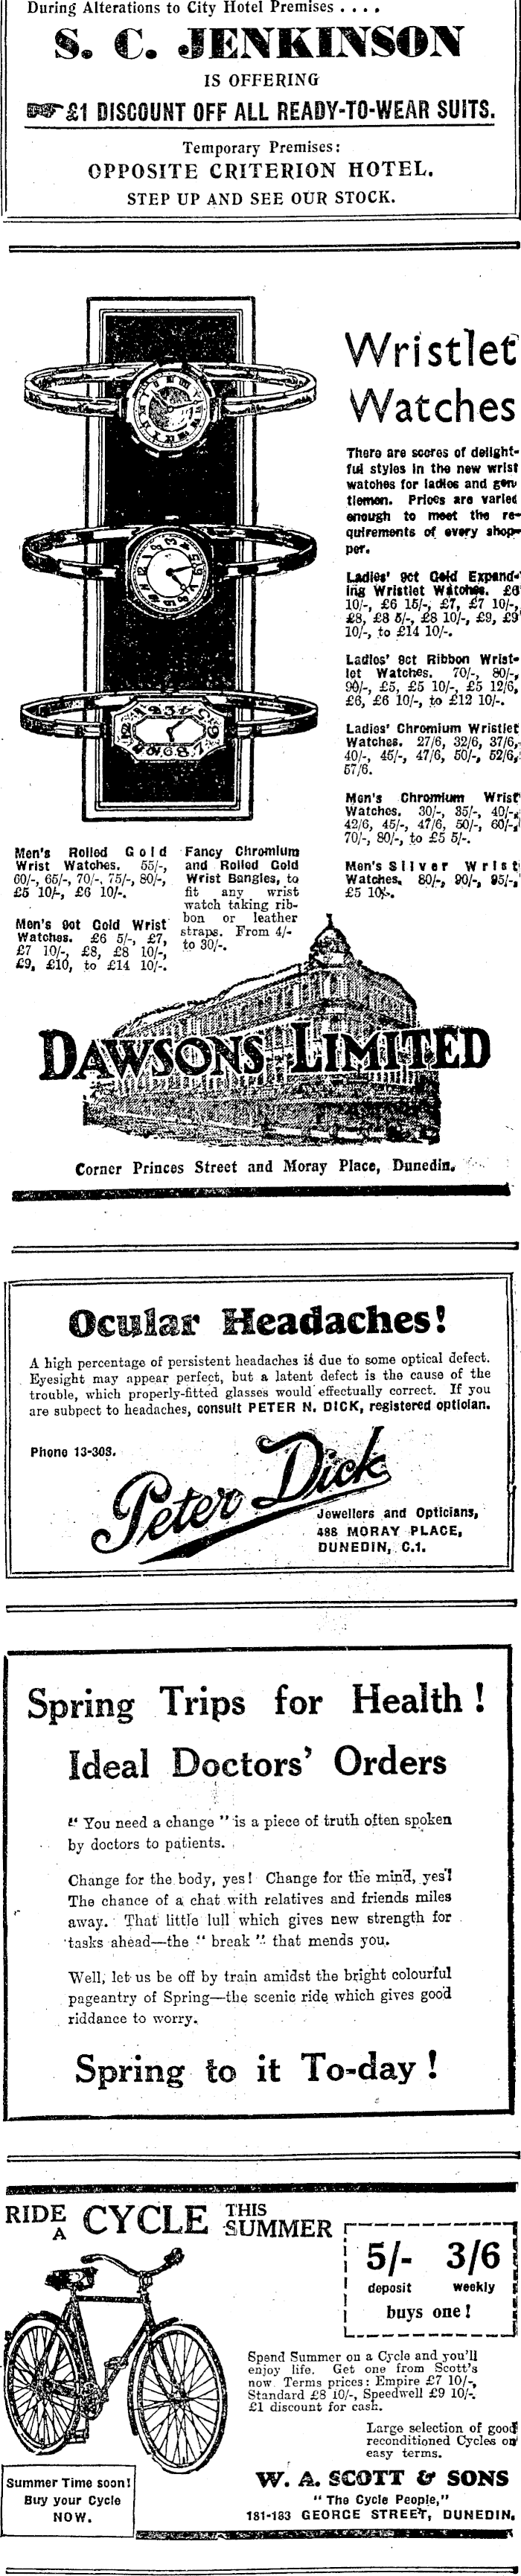 During Alterations to City Hotel Premises . . . .
S. C. JENKINSON
IS OFFERING
£1 DISCOUNT OFF ALL READY-TO-WEAR SUITS.
Temporary Premises:
OPPOSITE CRITERION HOTEL.
STEP UP AND SEE OUR STOCK.
Wristlet
Watches
There are scores of delight-
ful styles in the new wrist
watches for ladies and gen-
tlemen. Prices are varied
enough to meet the re-
quirements of every shop-
per.
Ladies' 9ct Gold Expand-
ing Wristlet Watches. £6
10/-, £6 15/-, £7, £7 10/-,
£8, £8 5/-, £8 10/-, £9, £9
10/-, to £14 10/-.
Ladies' 9ct Ribbon Wrist-
let Watches. 70/-, 80/-,
90/-, £5, £5 10/-, £5 12/6,
£6, £6 10/-, to £12 10/-.
Ladies' Chromium Wristlet
Watches. 27/6, 32/6, 37/6,
40/-, 45/-, 47/6, 50/-, 52/6,
57/6.
Men's Chromium Wrist
Watches. 30/-, 35/-, 40/-,
42/6, 45/-, 47/6, 50/-, 60/-,
70/-, 80/-, to £5 5/-.
Men's Silver Wrist
Watches. 80/-, 90/-, 95/-,
£5 10/-.
Men's Rolled Gold
Wrist Watches. 55/-,
60/-, 65/-, 70/-, 75/-, 80/-,
£5 10/-, £6 10/-.
Men's 9ct Gold Wrist
Watches. £6 5/-, £7,
£7 10/-, £8, £8 10/-,
£9, £10, to £14 10/-.
Fancy Chromium
and Rolled Gold
Wrist Bangles, to
fit any wrist
watch taking rib-
bon or leather
straps. From 4/-
to 30/-.
DAWSONS LIMITED
Corner Princes Street and Moray Place, Dunedin.
Ocular Headaches!
A high percentage of persistent headaches is due to some optical defect.
Eyesight may appear perfect, but a latent defect is the cause of the
trouble, which properly-fitted glasses would effectually correct. If you
are subpect to headaches, consult PETER N. DICK, registered optician.
Phone 13-303.
Peter Dick
Jewellers and Opticians,
488 MORAY PLACE,
DUNEDIN, C.1.
Spring Trips for Health !
Ideal Doctors' Orders
" You need a change " is a piece of truth often spoken
by doctors to patients.
Change for the body, yes! Change for the mind, yes!
The chance of a chat with relatives and friends miles
away. That little lull which gives new strength for
tasks ahead—the " break " that mends you.
Well, let us be off by train amidst the bright colourful
pageantry of Spring—the scenic ride which gives good
riddance to worry.
Spring to it To-day !
RIDE A CYCLE THIS SUMMER
5/- 3/6
deposit weekly
buys one!
Spend Summer on a Cycle and you'll
enjoy life. Get one from Scott's
now. Terms prices: Empire £7 10/-,
Standard £8 10/-, Speedwell £9 10/-.
£1 discount for cash.
Large selection of good
reconditioned Cycles on
easy terms.
Summer Time soon!
Buy your Cycle
NOW.
W. A. SCOTT & SONS
"The Cycle People,"
181-183 GEORGE STREET, DUNEDIN.